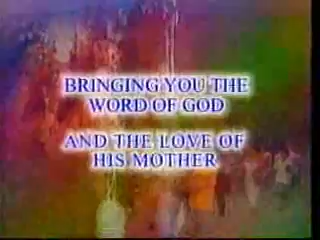 BRINGING YOU THE
WORD OF GOD
AND THE LOVE OF
HIS MOTHER